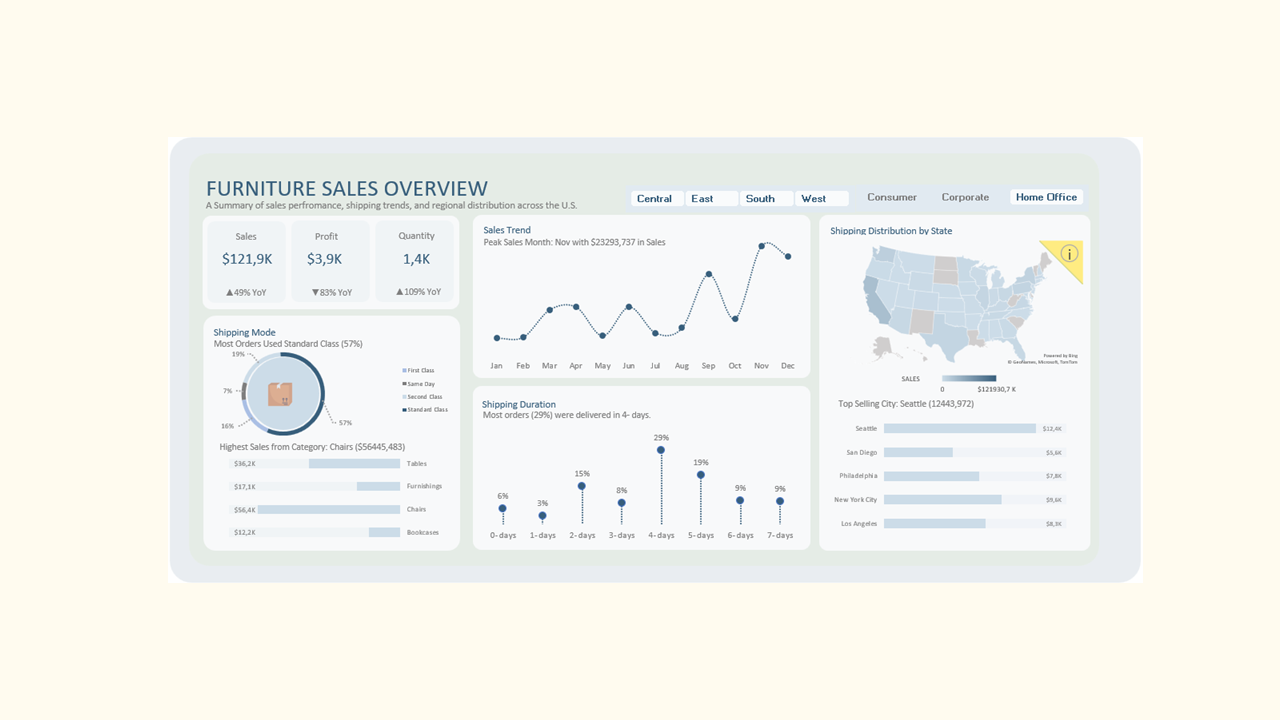 FURNITURE SALES OVERVIEW
A Summary of sales perfromance, shipping trends, and regional distribution across the U.S.
Central East South West
Consumer Corporate Home Office
Sales
$121,9K
▲49% YoY
Profit
$3,9K
▼83% YoY
Quantity
1,4K
▲109% YoY
Shipping Mode
Most Orders Used Standard Class (57%)
19%
7%
16%
57%
First Class
Same Day
Second Class
Standard Class
Highest Sales from Category: Chairs ($56445,483)
$36,2K Tables
$17,1K Furnishings
$56,4K Chairs
$12,2K Bookcases
Sales Trend
Peak Sales Month: Nov with $23293,737 in Sales
Jan Feb Mar Apr May Jun Jul Aug Sep Oct Nov Dec
Shipping Duration
Most orders (29%) were delivered in 4- days.
6% 3% 15% 8% 29% 19% 9% 9%
0-days 1-days 2-days 3-days 4-days 5-days 6-days 7-days
Shipping Distribution by State
i
Powered by Bing
© GeoNames, Microsoft, TomTom
SALES
0 $121930,7 K
Top Selling City: Seattle (12443,972)
Seattle $12,4K
San Diego $5,6K
Philadelphia $7,8K
New York City $9,6K
Los Angeles $8,3K